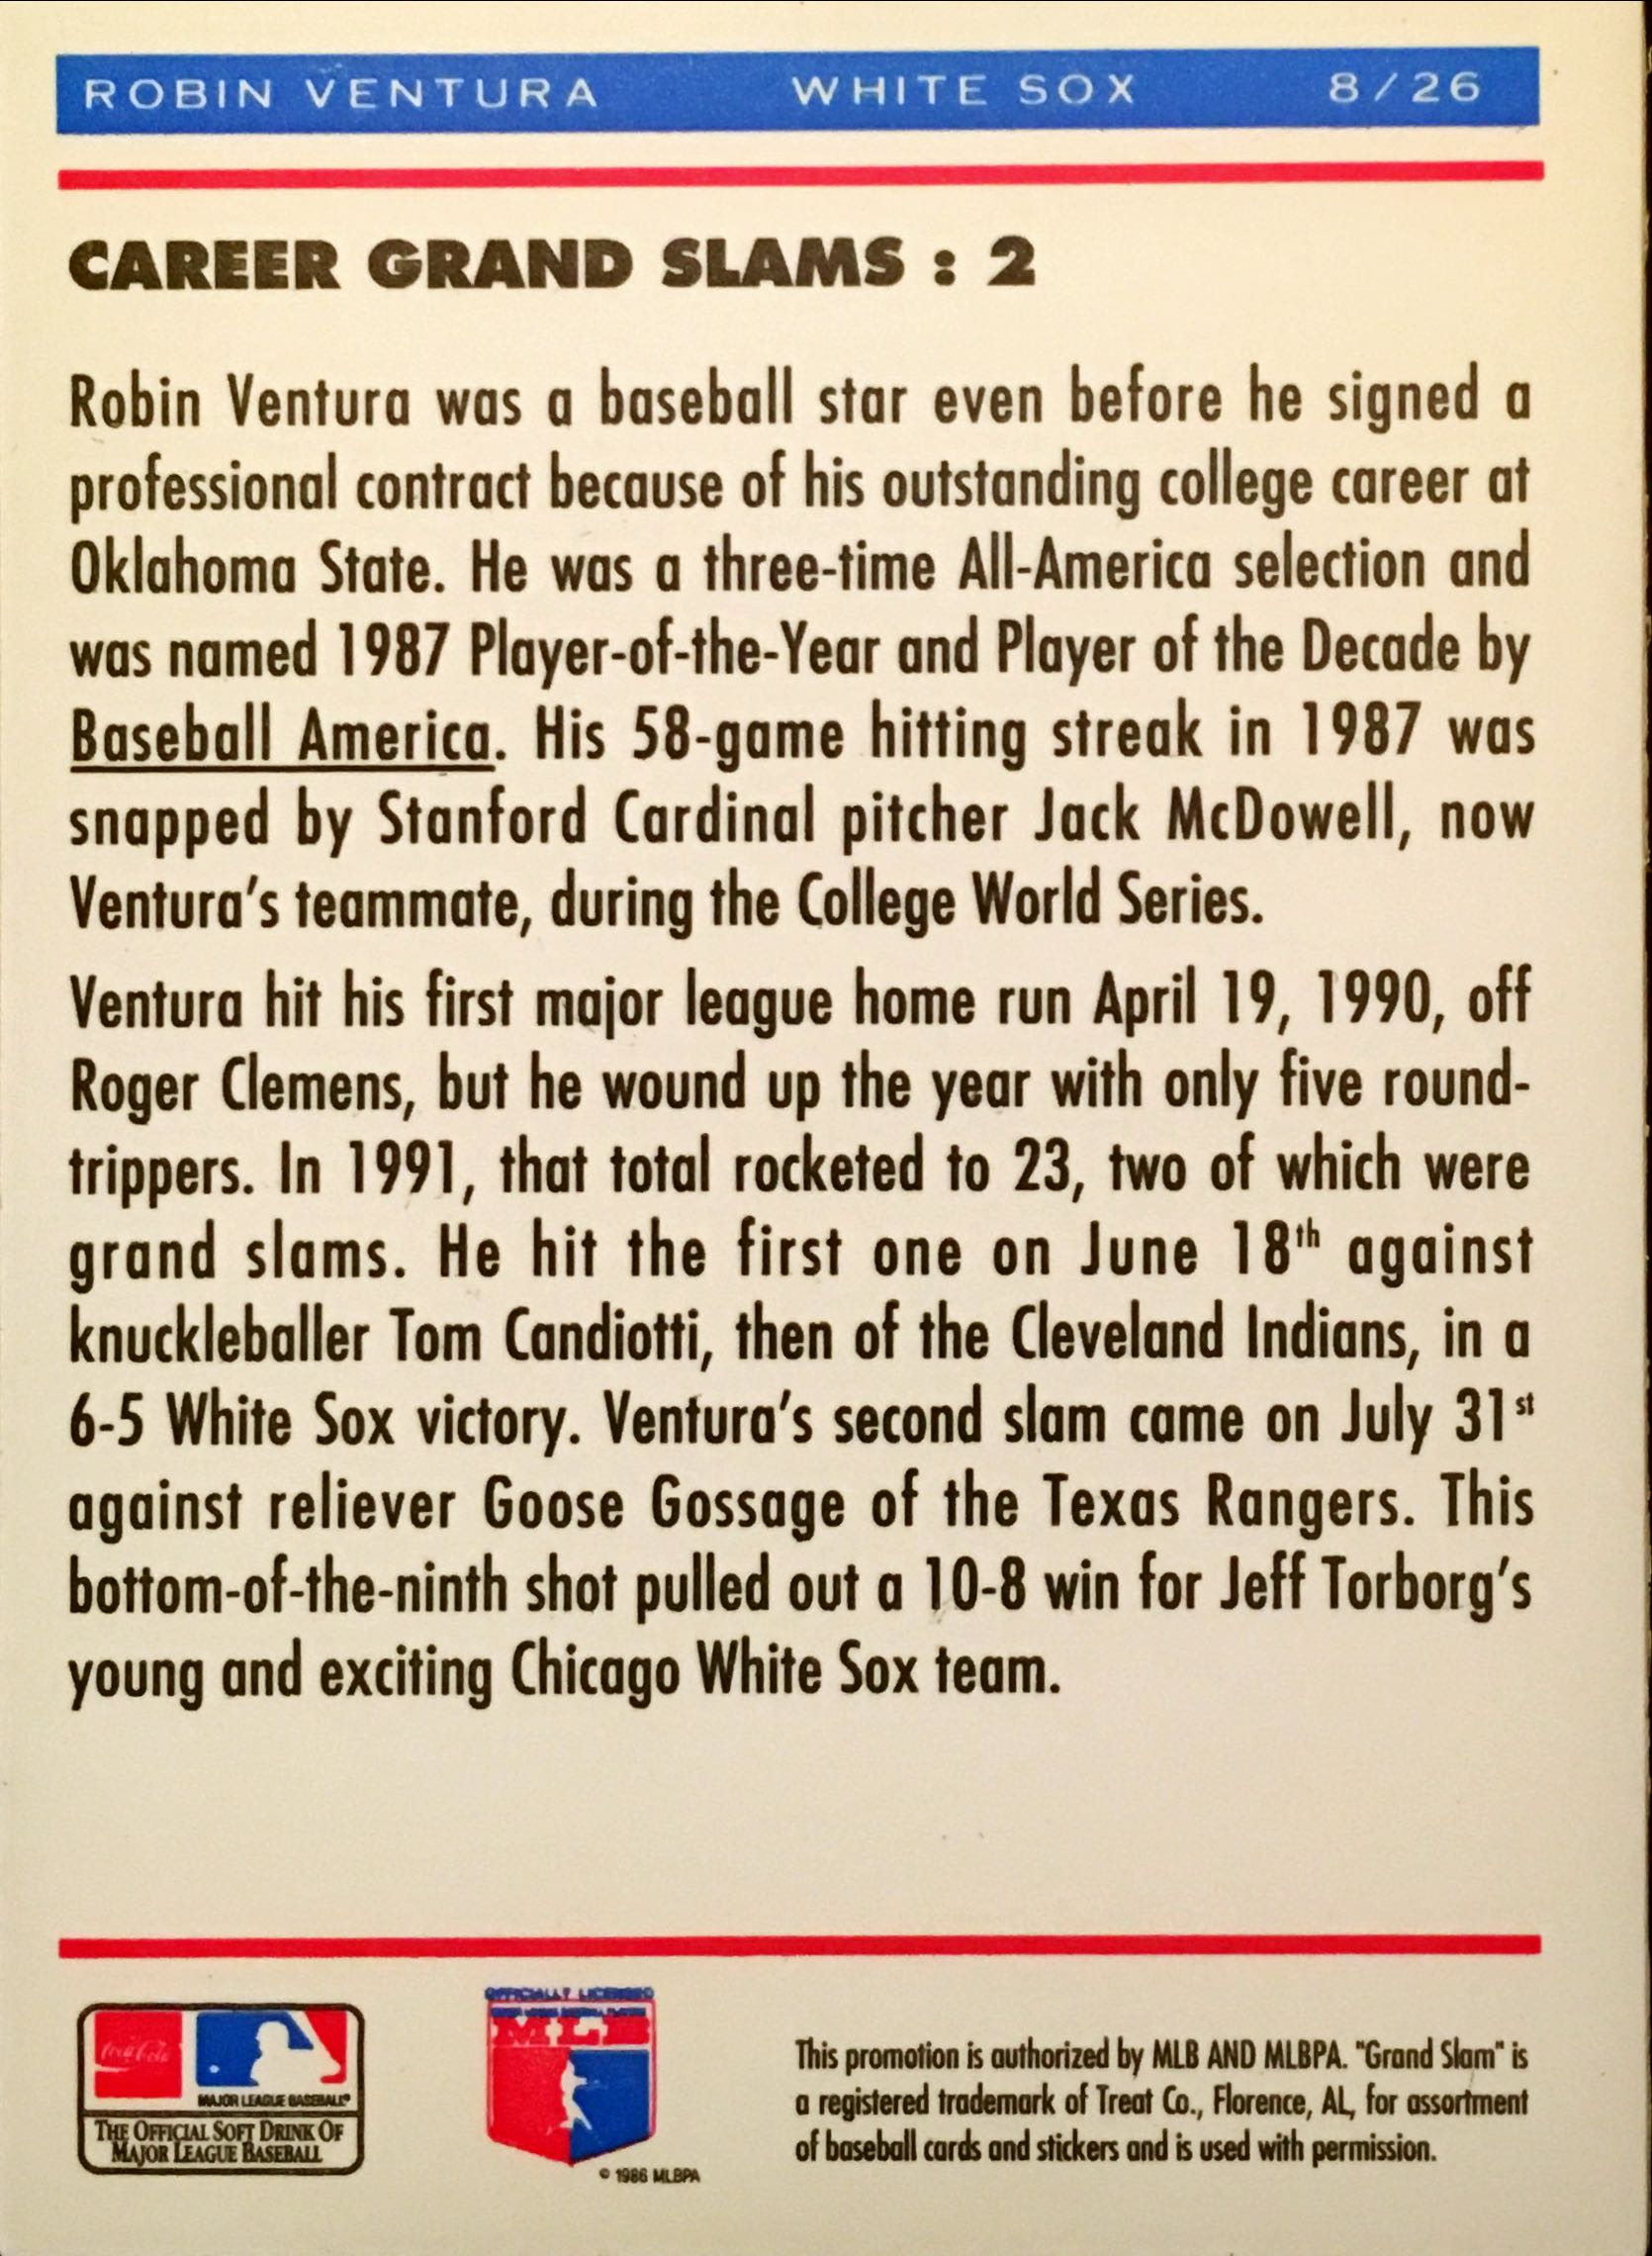 ROBIN VENTURA WHITE SOX 8/26
CAREER GRAND SLAMS : 2
Robin Ventura was a baseball star even before he signed a
professional contract because of his outstanding college career at
Oklahoma State. He was a three-time All-America selection and
was named 1987 Player-of-the-Year and Player of the Decade by
Baseball America. His 58-game hitting streak in 1987 was
snapped by Stanford Cardinal pitcher Jack McDowell, now
Ventura's teammate, during the College World Series.
Ventura hit his first major league home run April 19, 1990, off
Roger Clemens, but he wound up the year with only five round-
trippers. In 1991, that total rocketed to 23, two of which were
grand slams. He hit the first one on June 18th against
knuckleballer Tom Candiotti, then of the Cleveland Indians, in a
6-5 White Sox victory. Ventura's second slam came on July 31st
against reliever Goose Gossage of the Texas Rangers. This
bottom-of-the-ninth shot pulled out a 10-8 win for Jeff Torborg's
young and exciting Chicago White Sox team.
Coca-Cola
MAJOR LEAGUE BASEBALL®
THE OFFICIAL SOFT DRINK OF
MAJOR LEAGUE BASEBALL
OFFICIALLY LICENSED
© 1986 MLBPA
This promotion is authorized by MLB AND MLBPA. "Grand Slam" is
a registered trademark of Treat Co., Florence, AL, for assortment
of baseball cards and stickers and is used with permission.